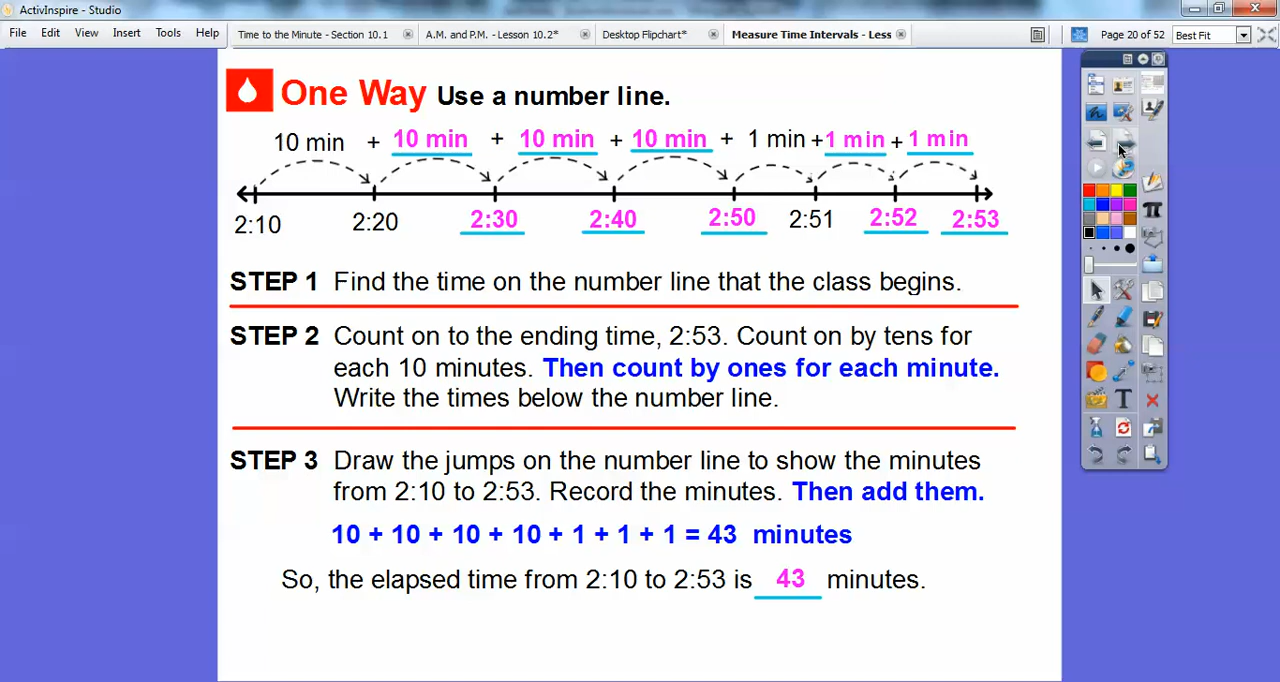 ActivInspire - Studio
File Edit View Insert Tools Help
Time to the Minute - Section 10.1 A.M. and P.M. - Lesson 10.2* Desktop Flipchart* Measure Time Intervals - Less Page 20 of 52 Best Fit
One Way Use a number line.
10 min + 10 min + 10 min + 10 min + 1 min + 1 min + 1 min
2:10 2:20 2:30 2:40 2:50 2:51 2:52 2:53
STEP 1 Find the time on the number line that the class begins.
STEP 2 Count on to the ending time, 2:53. Count on by tens for
each 10 minutes. Then count by ones for each minute.
Write the times below the number line.
STEP 3 Draw the jumps on the number line to show the minutes
from 2:10 to 2:53. Record the minutes. Then add them.
10 + 10 + 10 + 10 + 1 + 1 + 1 = 43 minutes
So, the elapsed time from 2:10 to 2:53 is 43 minutes.